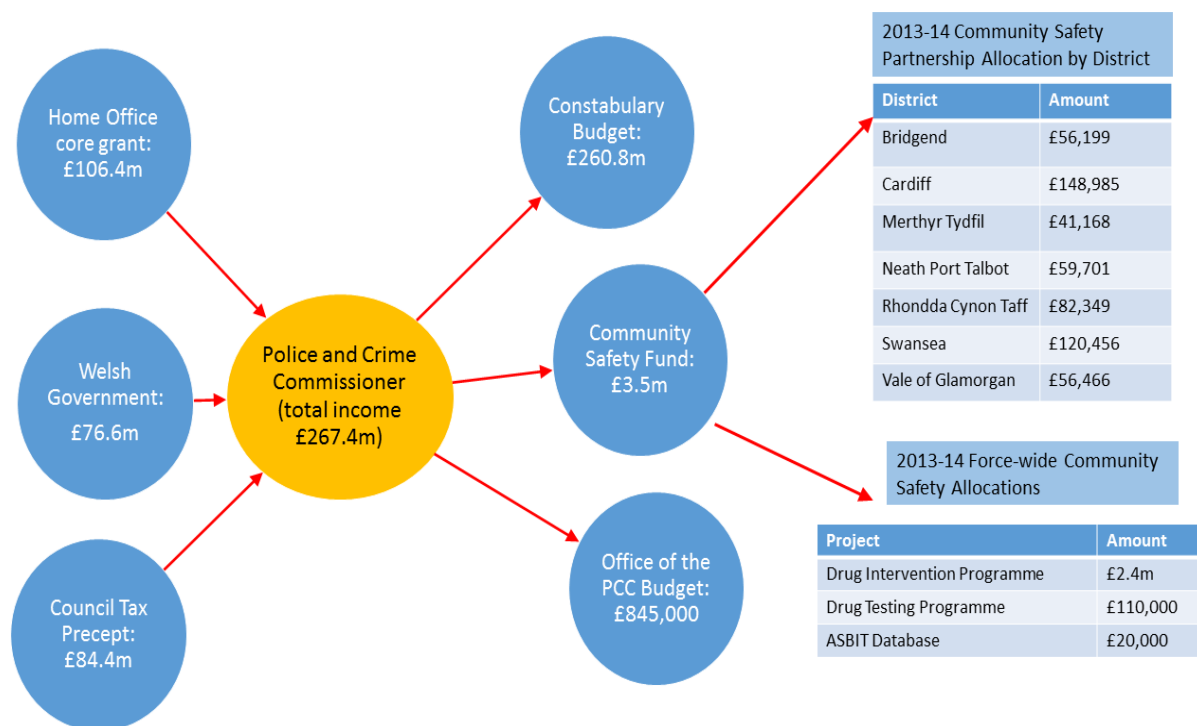 Home Office
core grant:
£106.4m
Welsh
Government:
£76.6m
Council Tax
Precept:
£84.4m
Police and Crime
Commissioner
(total income
£267.4m)
Constabulary
Budget:
£260.8m
Community
Safety Fund:
£3.5m
Office of the
PCC Budget:
£845,000
2013-14 Community Safety
Partnership Allocation by District
District Amount
Bridgend £56,199
Cardiff £148,985
Merthyr Tydfil £41,168
Neath Port Talbot £59,701
Rhondda Cynon Taff £82,349
Swansea £120,456
Vale of Glamorgan £56,466
2013-14 Force-wide Community
Safety Allocations
Project Amount
Drug Intervention Programme £2.4m
Drug Testing Programme £110,000
ASBIT Database £20,000